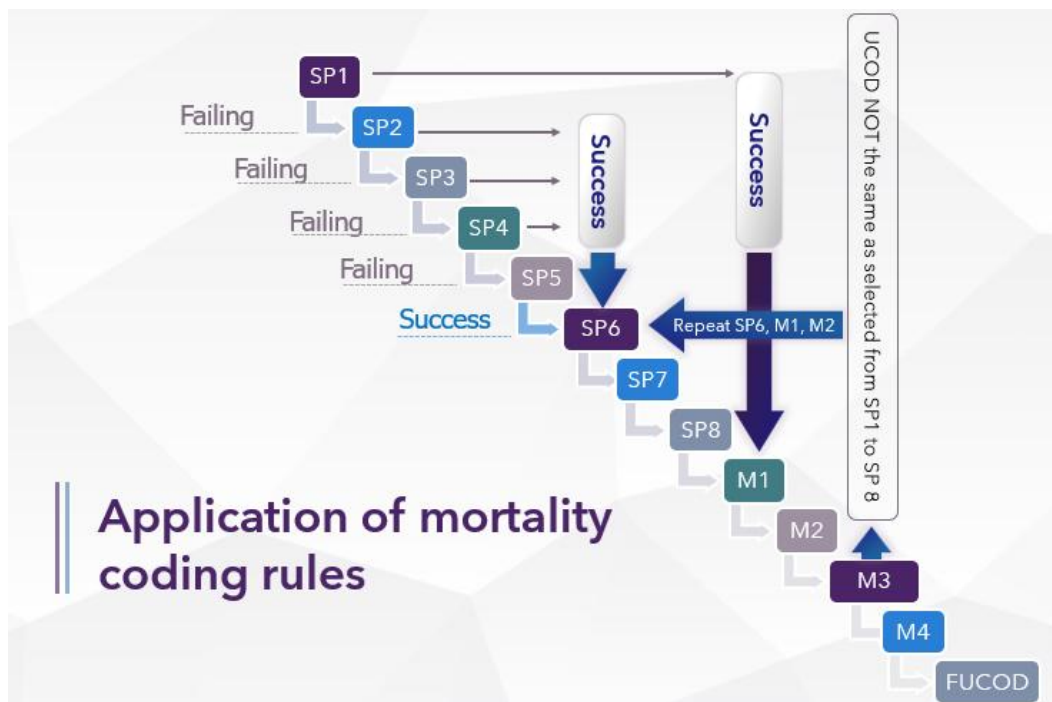 SP1
Failing
SP2
Failing
SP3
Failing
SP4
Failing
SP5
Success
SP6
SP7
SP8
M1
M2
M3
M4
FUCOD
Success
Success
Repeat SP6, M1, M2
UCOD NOT the same as selected from SP1 to SP 8
Application of mortality
coding rules